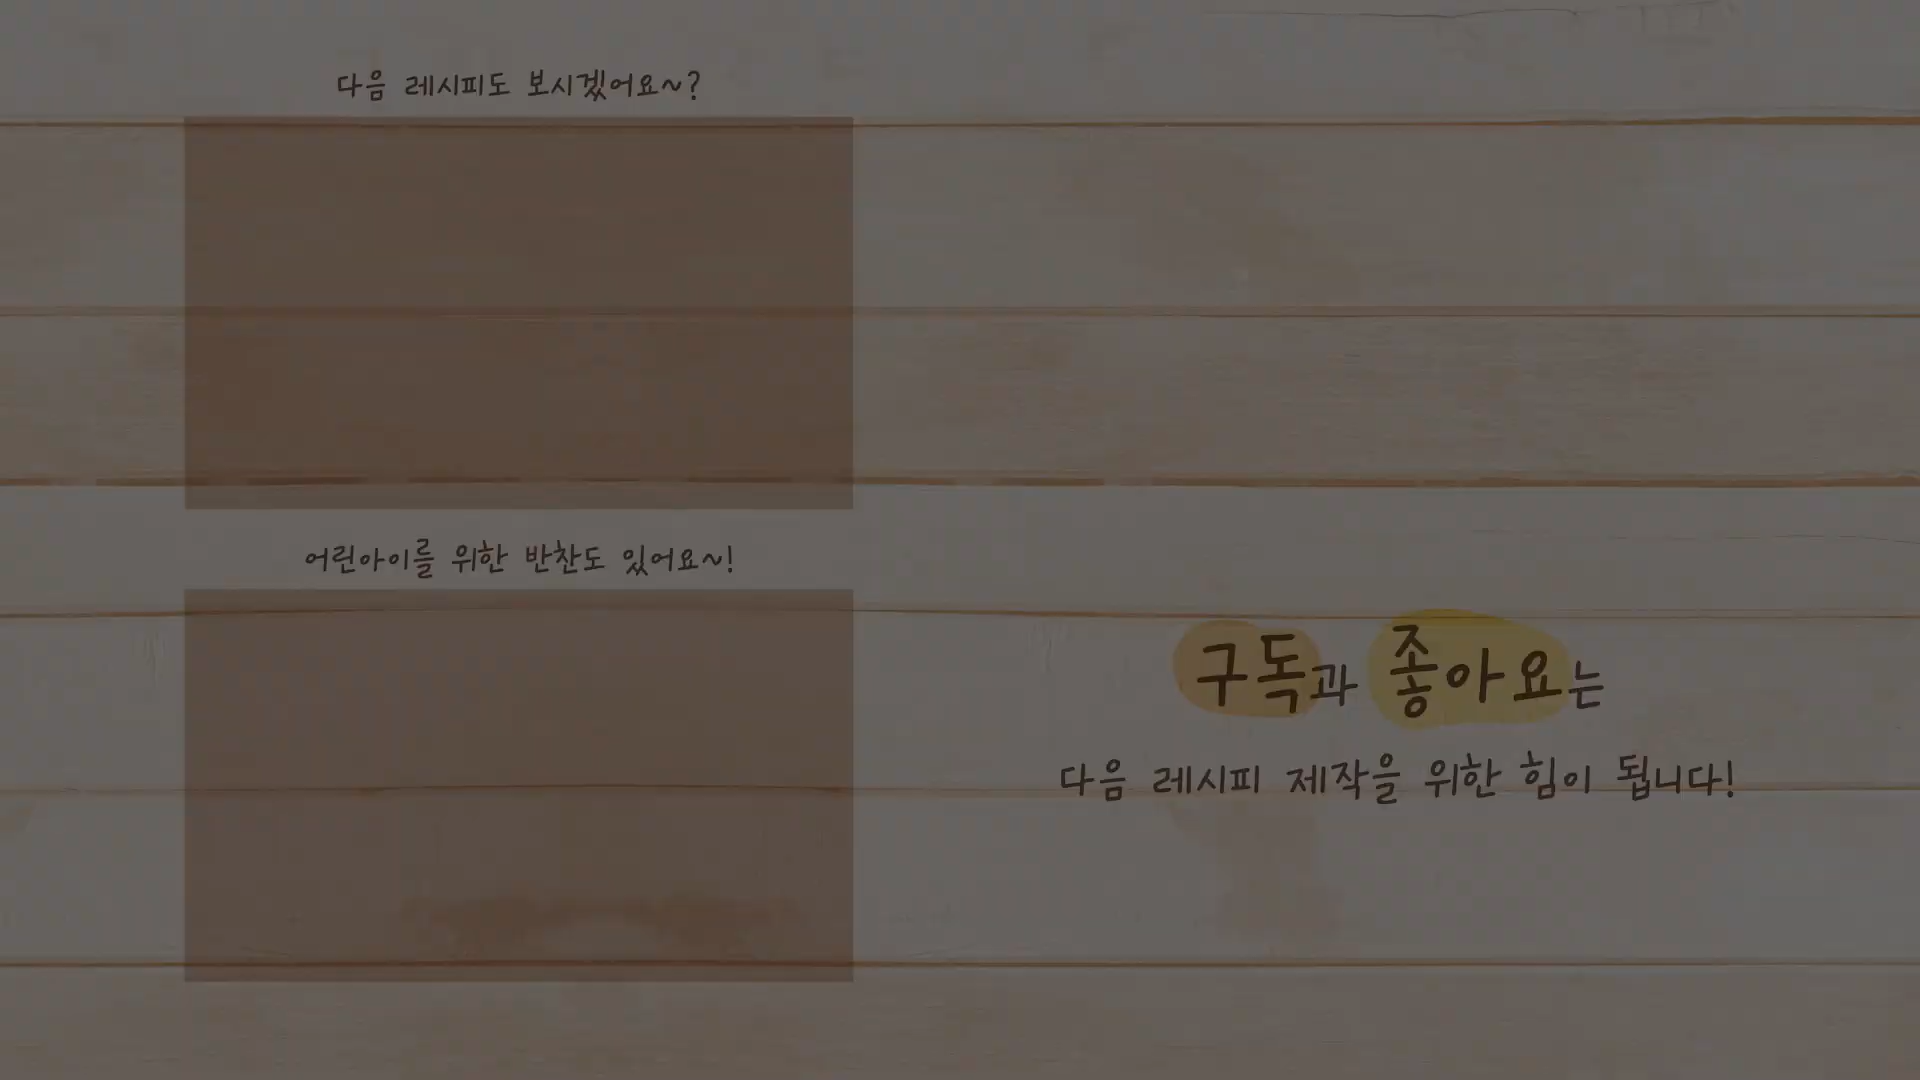 다음 레시피도 보시겠어요~?
어린아이를 위한 반찬도 있어요~!
구독과 좋아요는
다음 레시피 제작을 위한 힘이 됩니다!